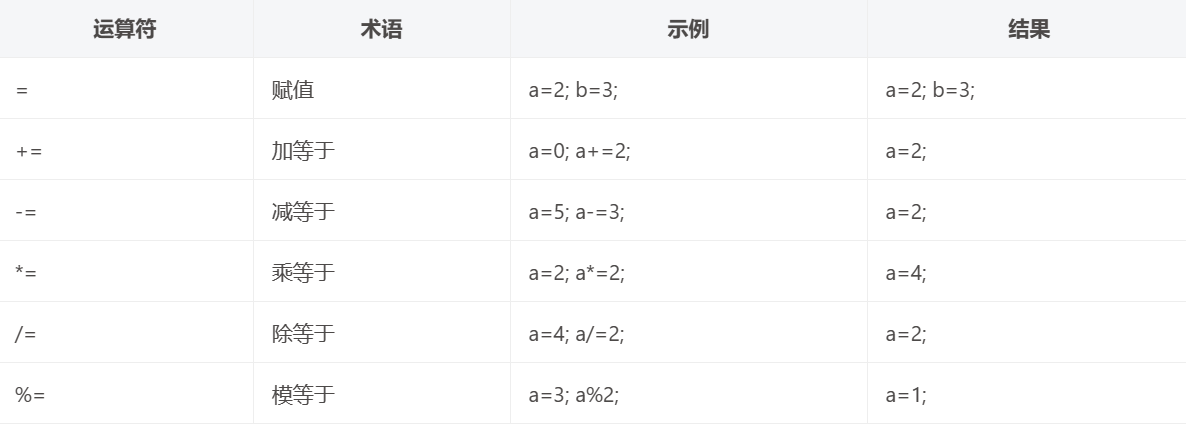 运算符 术语 示例 结果
= 赋值 a=2; b=3; a=2; b=3;
+= 加等于 a=0; a+=2; a=2;
-= 减等于 a=5; a-=3; a=2;
*= 乘等于 a=2; a*=2; a=4;
/= 除等于 a=4; a/=2; a=2;
%= 模等于 a=3; a%2; a=1;